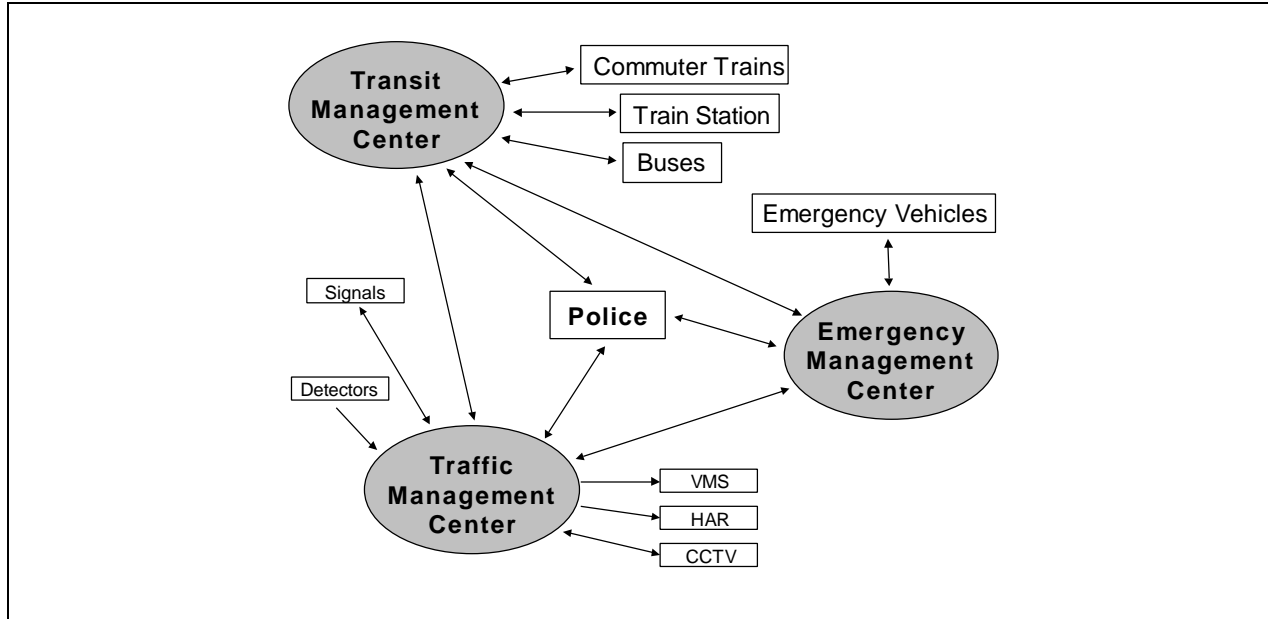 Transit
Management
Center
Commuter Trains
Train Station
Buses
Emergency Vehicles
Signals
Police
Emergency
Management
Center
Detectors
Traffic
Management
Center
VMS
HAR
CCTV